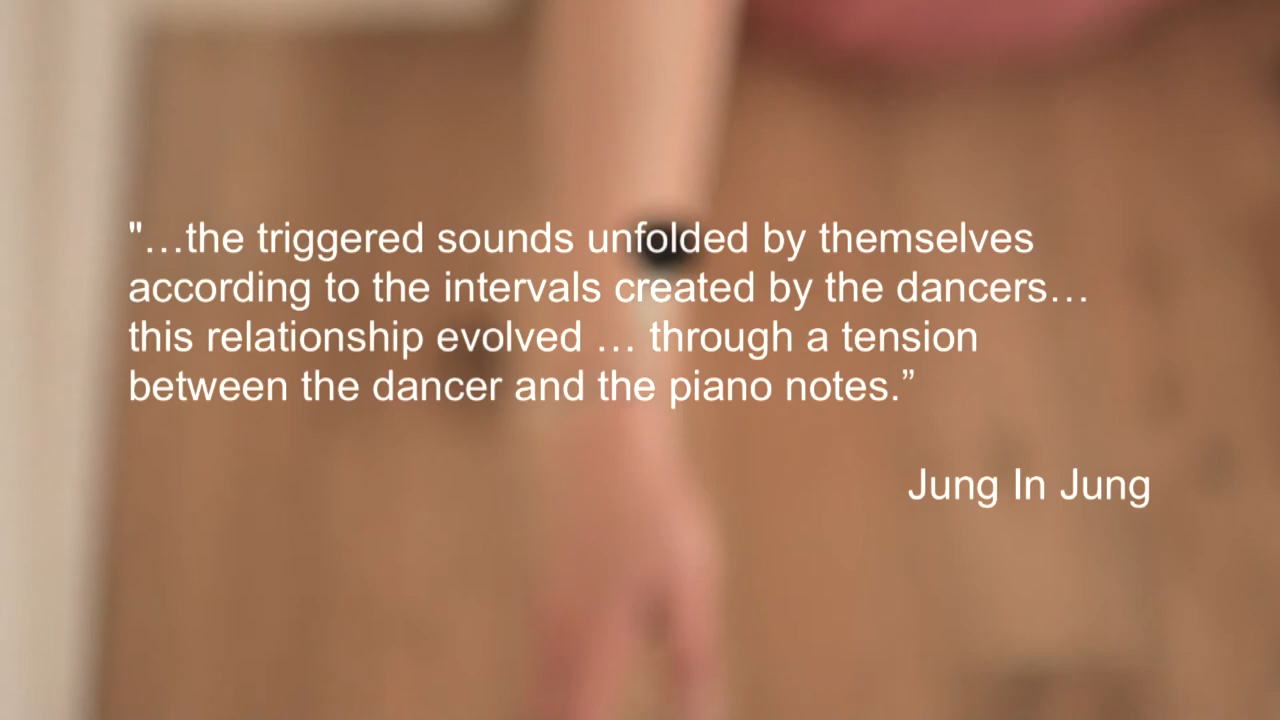 "…the triggered sounds unfolded by themselves
according to the intervals created by the dancers…
this relationship evolved … through a tension
between the dancer and the piano notes.”
Jung In Jung